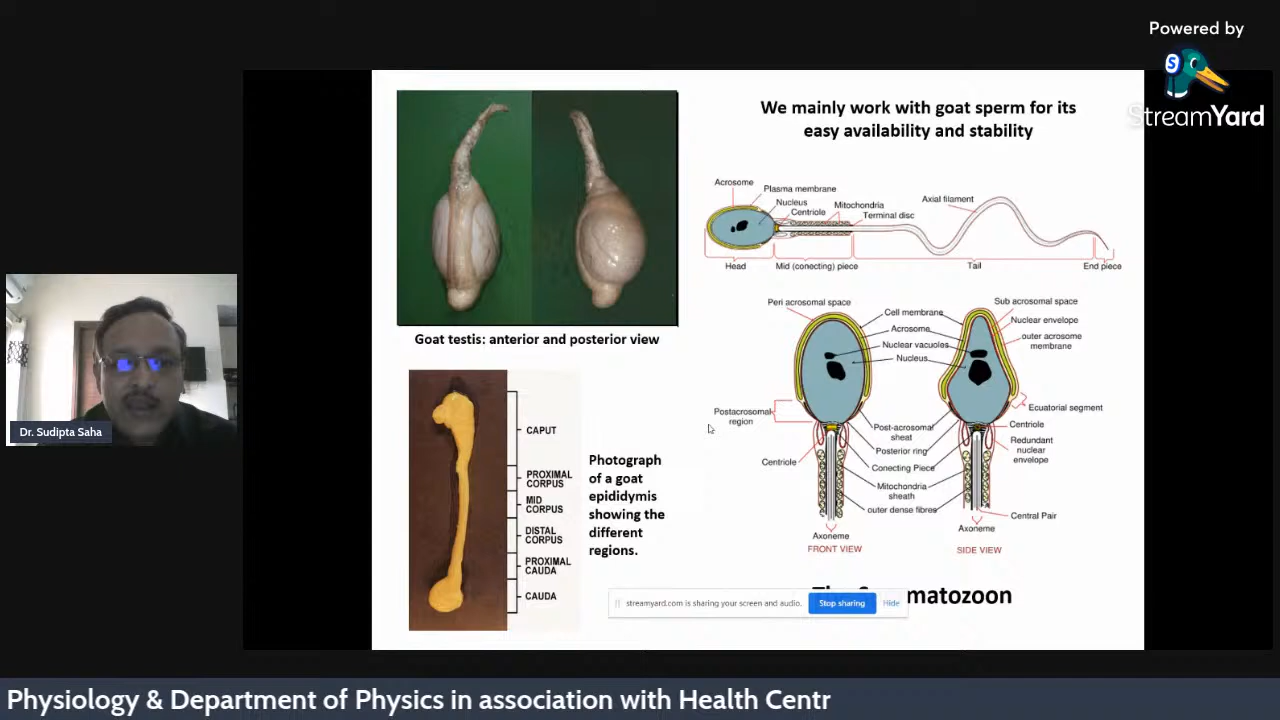 Powered by
StreamYard
We mainly work with goat sperm for its
easy availability and stability
Goat testis: anterior and posterior view
Acrosome
Plasma membrane
Nucleus
Centriole
Mitochondria
Terminal disc
Axial filament
Head
Mid (conecting) piece
Tail
End piece
Peri acrosomal space
Cell membrane
Acrosome
Nuclear vacuoles
Nucleus
Sub acrosomal space
Nuclear envelope
outer acrosome
membrane
Postacrosomal
region
Ecuatorial segment
Centriole
Post-acrosomal
sheat
Posterior ring
Conecting Piece
Mitochondria
sheath
outer dense fibres
Centriole
Redundant
nuclear
envelope
Central Pair
Axoneme
FRONT VIEW
Axoneme
SIDE VIEW
CAPUT
PROXIMAL
CORPUS
MID
CORPUS
DISTAL
CORPUS
PROXIMAL
CAUDA
CAUDA
Photograph
of a goat
epididymis
showing the
different
regions.
matozoon
streamyard.com is sharing your screen and audio.
Stop sharing
Hide
Dr. Sudipta Saha
Physiology & Department of Physics in association with Health Centr